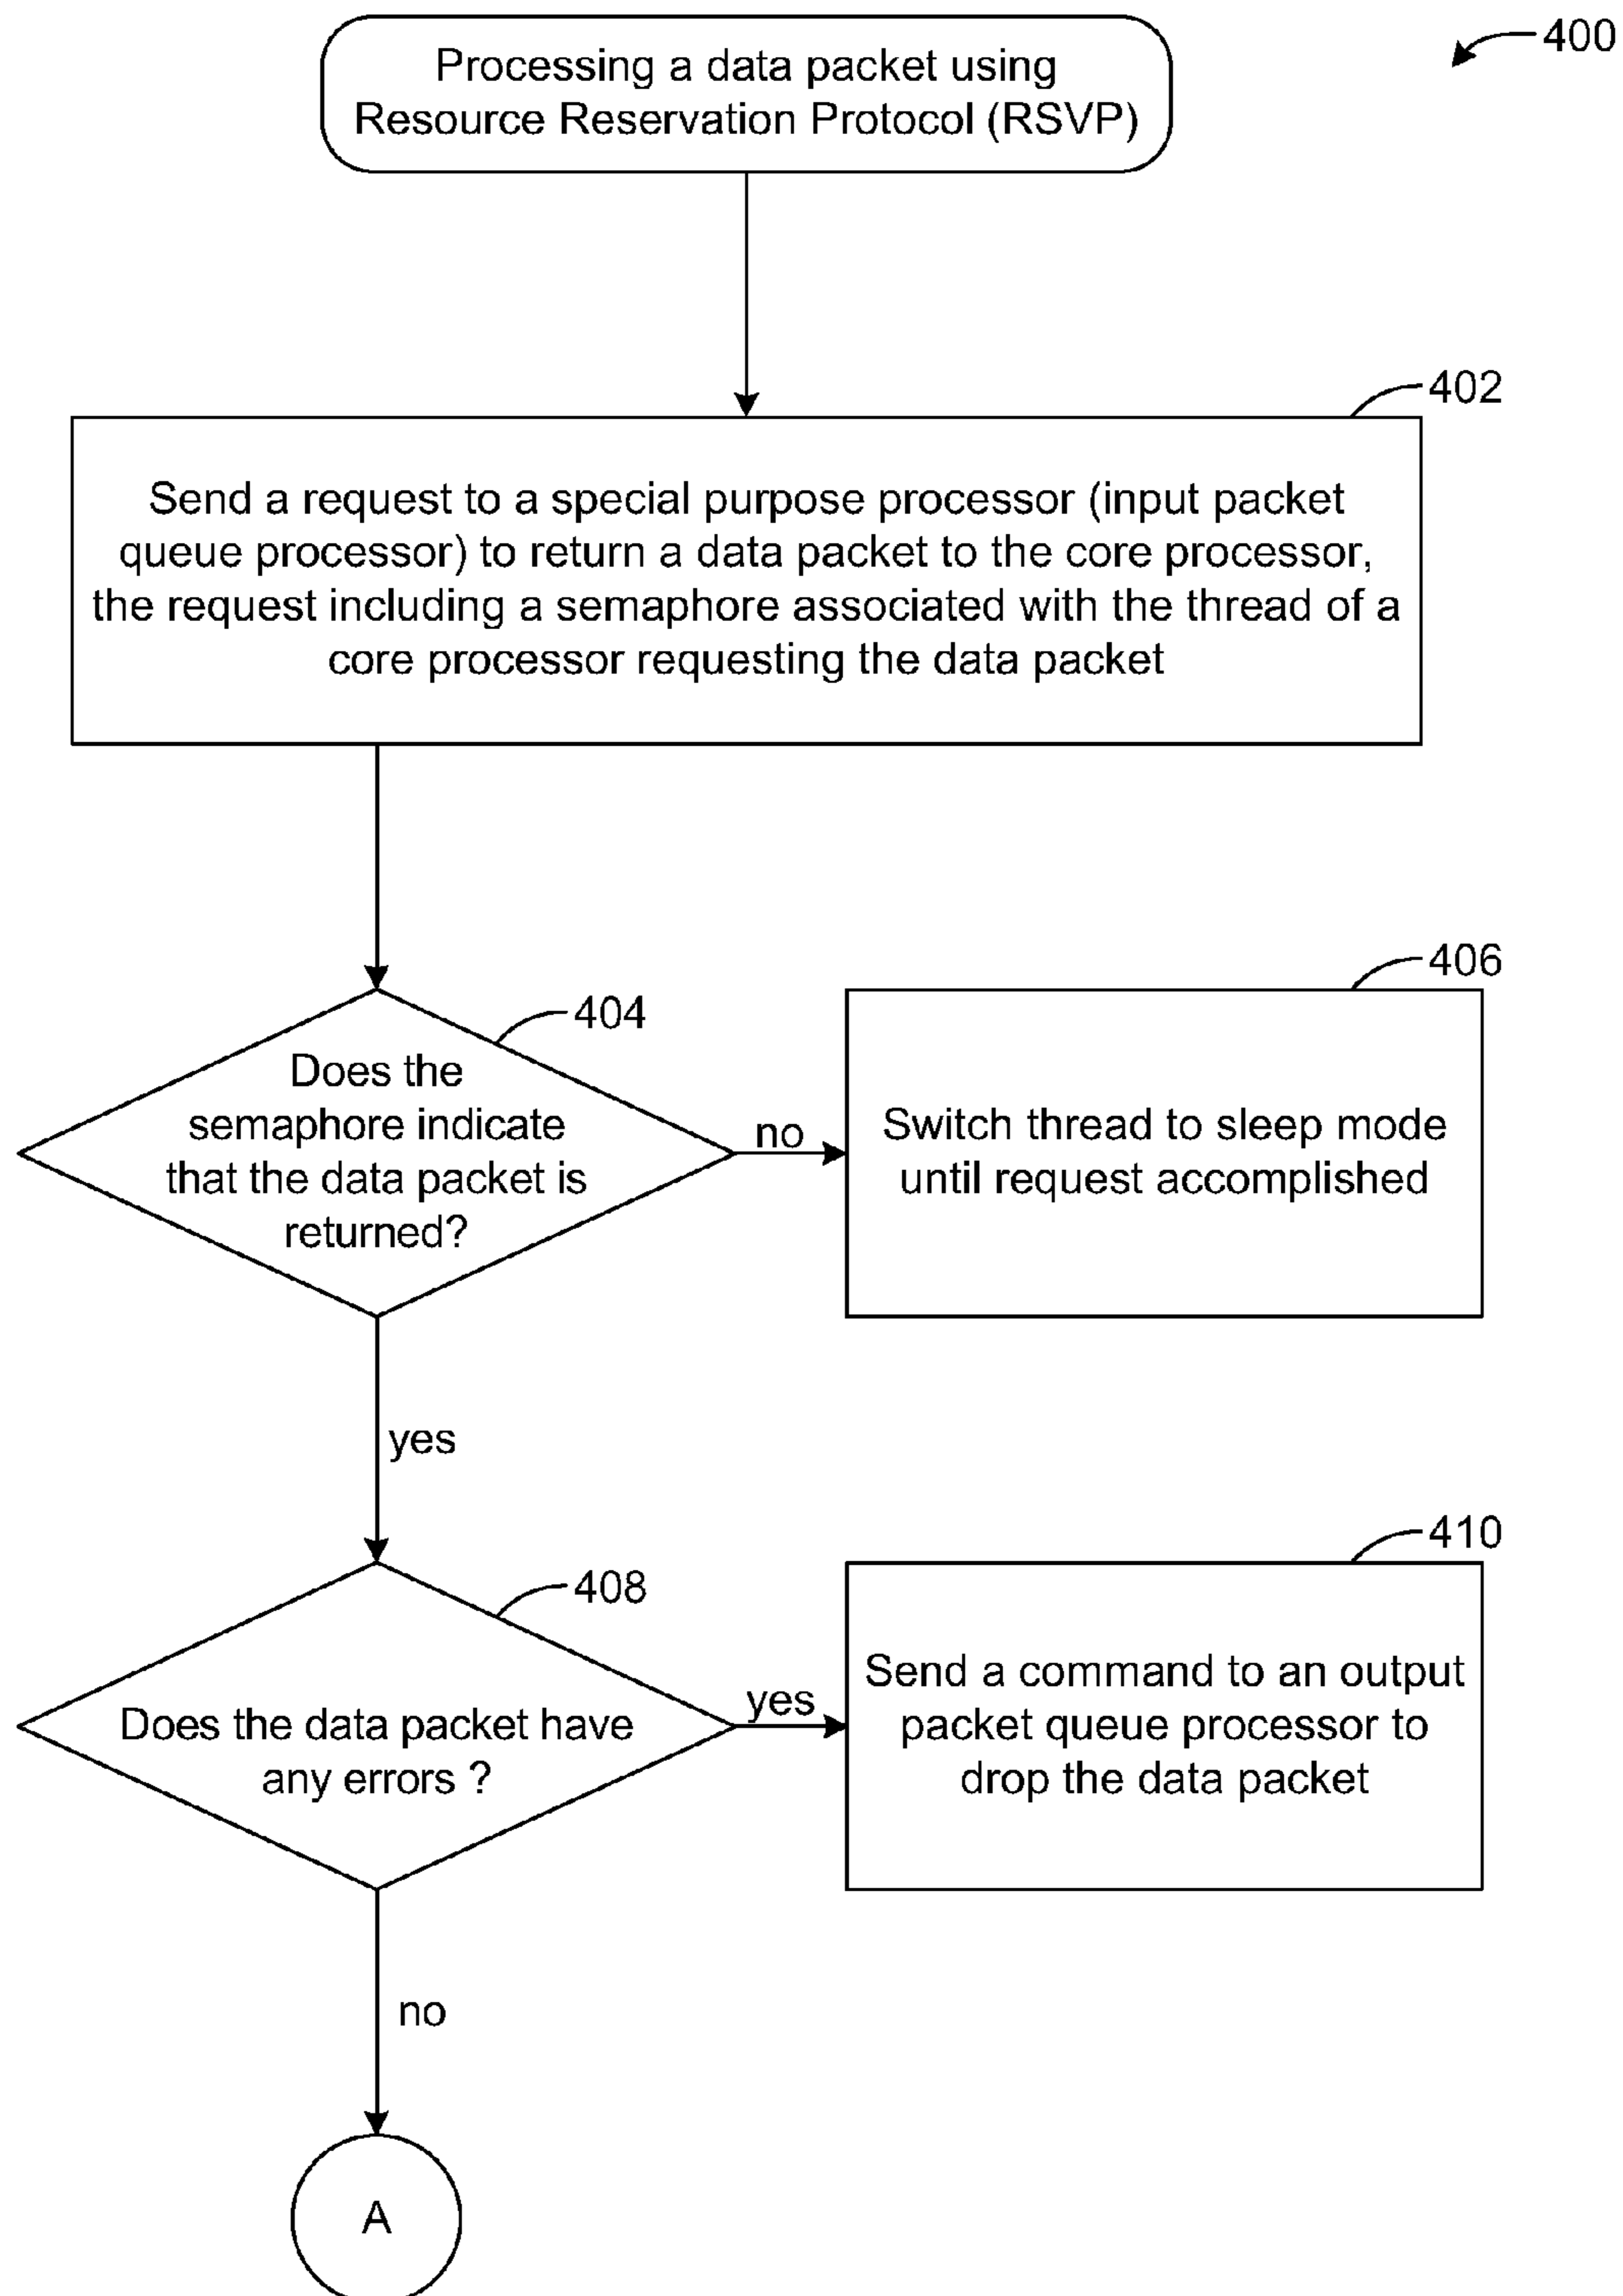 Processing a data packet using
Resource Reservation Protocol (RSVP)
400
402
Send a request to a special purpose processor (input packet
queue processor) to return a data packet to the core processor,
the request including a semaphore associated with the thread of a
core processor requesting the data packet
404
Does the
semaphore indicate
that the data packet is
returned?
no
406
Switch thread to sleep mode
until request accomplished
yes
408
Does the data packet have
any errors ?
yes
410
Send a command to an output
packet queue processor to
drop the data packet
no
A